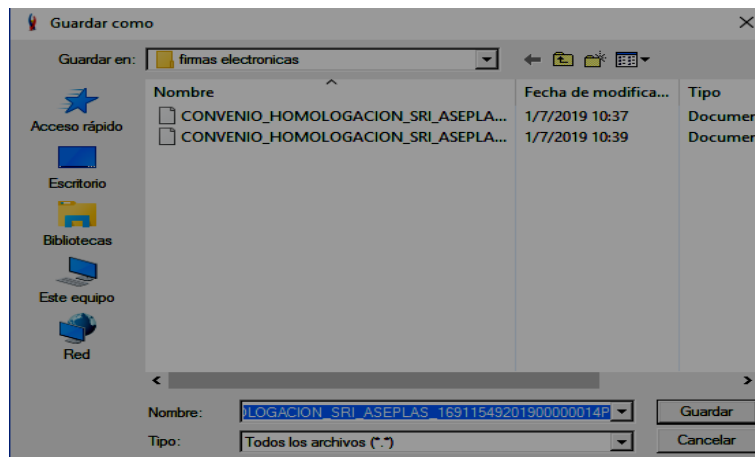 Guardar como
Guardar en: firmas electronicas
Nombre Fecha de modifica... Tipo
CONVENIO_HOMOLOGACION_SRI_ASEPLA... 1/7/2019 10:37 Documer
CONVENIO_HOMOLOGACION_SRI_ASEPLA... 1/7/2019 10:39 Documer
Acceso rápido
Escritorio
Bibliotecas
Este equipo
Red
Nombre: OLOGACION_SRI_ASEPLAS_16911549201900000014P Guardar
Tipo: Todos los archivos (*.*) Cancelar